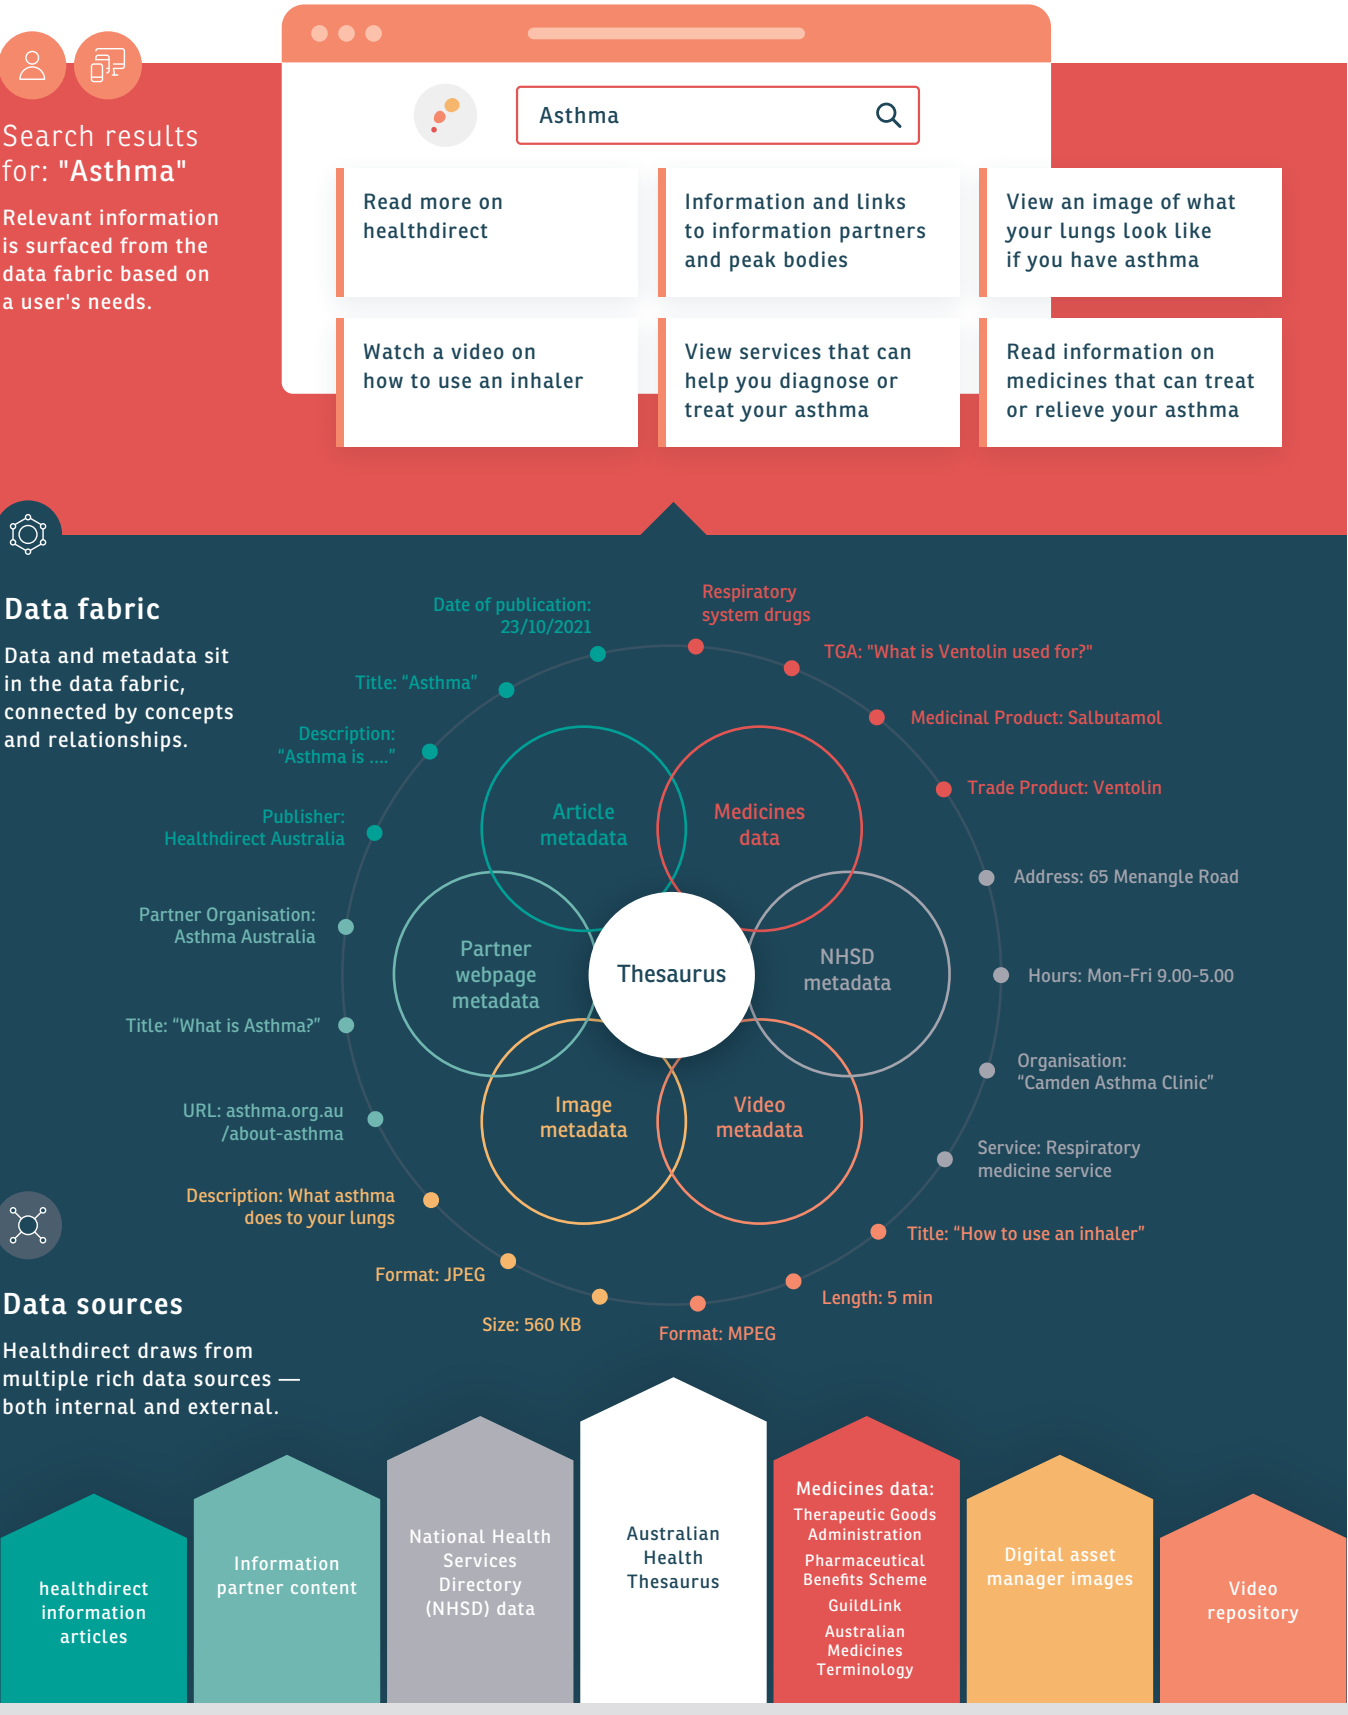 Asthma
Search results
for: "Asthma"
Relevant information
is surfaced from the
data fabric based on
a user's needs.
Read more on
healthdirect
Information and links
to information partners
and peak bodies
View an image of what
your lungs look like
if you have asthma
Watch a video on
how to use an inhaler
View services that can
help you diagnose or
treat your asthma
Read information on
medicines that can treat
or relieve your asthma
Data fabric
Data and metadata sit
in the data fabric,
connected by concepts
and relationships.
Date of publication:
23/10/2021
Title: “Asthma”
Description:
“Asthma is ....”
Publisher:
Healthdirect Australia
Partner Organisation:
Asthma Australia
Title: “What is Asthma?”
URL: asthma.org.au
/about-asthma
Description: What asthma
does to your lungs
Format: JPEG
Size: 560 KB
Respiratory
system drugs
TGA: "What is Ventolin used for?"
Medicinal Product: Salbutamol
Trade Product: Ventolin
Address: 65 Menangle Road
Hours: Mon-Fri 9.00-5.00
Organisation:
“Camden Asthma Clinic”
Service: Respiratory
medicine service
Title: “How to use an inhaler”
Length: 5 min
Format: MPEG
Article
metadata
Medicines
data
Partner
webpage
metadata
Thesaurus
NHSD
metadata
Image
metadata
Video
metadata
Data sources
Healthdirect draws from
multiple rich data sources —
both internal and external.
healthdirect
information
articles
Information
partner content
National Health
Services
Directory
(NHSD) data
Australian
Health
Thesaurus
Medicines data:
Therapeutic Goods
Administration
Pharmaceutical
Benefits Scheme
GuildLink
Australian
Medicines
Terminology
Digital asset
manager images
Video
repository